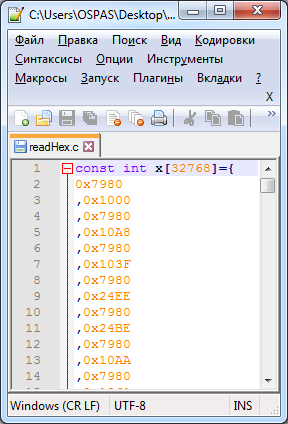 C:\Users\OSPAS\Desktop\...
Файл Правка Поиск Вид Кодировки
Синтаксисы Опции Инструменты
Макросы Запуск Плагины Вкладки ?
X
readHex.c
1 const int x[32768]={
2 0x7980
3 ,0x1000
4 ,0x7980
5 ,0x10A8
6 ,0x7980
7 ,0x103F
8 ,0x7980
9 ,0x24EE
10 ,0x7980
11 ,0x24BE
12 ,0x7980
13 ,0x10AA
14 ,0x7980
Windows (CR LF) UTF-8 INS